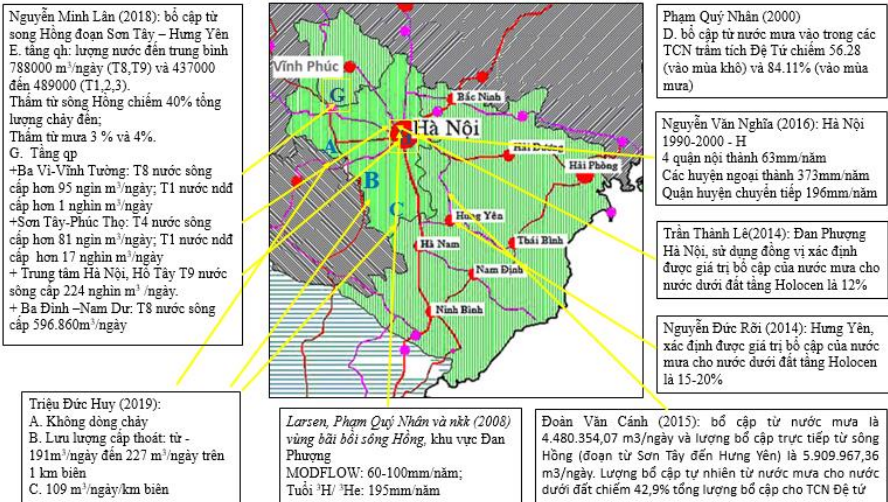 Nguyễn Minh Lân (2018): bổ cập từ
song Hồng đoạn Sơn Tây – Hưng Yên
E. tầng qh: lượng nước đến trung bình
788000 m³/ngày (T8,T9) và 437000
đến 489000 (T1,2,3).
Thấm từ sông Hồng chiếm 40% tổng
lượng chảy đến;
Thấm từ mưa 3 % và 4%.
G. Tầng qp
+Ba Vì-Vĩnh Tường: T8 nước sông
cấp hơn 95 ngìn m³/ngày; T1 nước ndđ
cấp hơn 1 nghìn m³/ngày
+Sơn Tây-Phúc Thọ: T4 nước sông
cấp hơn 81 ngìn m³/ngày; T1 nước ndđ
cấp hơn 17 nghìn m³/ngày
+ Trung tâm Hà Nội, Hồ Tây T9 nước
sông cấp 224 nghìn m³ /ngày.
+ Ba Đình –Nam Dư: T8 nước sông
cấp 596.860m³/ngày
Vĩnh Phúc
G
Bắc Ninh
Hà Nội
A
Hải Dương
Hải Phòng
B
C
Hưng Yên
Hà Nam
Thái Bình
Nam Định
Ninh Bình
Phạm Quý Nhân (2000)
D. bổ cập từ nước mưa vào trong các
TCN trầm tích Đệ Tứ chiếm 56.28
(vào mùa khô) và 84.11% (vào mùa
mưa)
Nguyễn Văn Nghĩa (2016): Hà Nội
1990-2000 - H
4 quận nội thành 63mm/năm
Các huyện ngoại thành 373mm/năm
Quận huyện chuyển tiếp 196mm/năm
Trần Thành Lê(2014): Đan Phượng
Hà Nội, sử dụng đồng vị xác định
được giá trị bổ cập của nước mưa cho
nước dưới đất tầng Holocen là 12%
Nguyễn Đức Rỡi (2014): Hưng Yên,
xác định được giá trị bổ cập của nước
mưa cho nước dưới đất tầng Holocen
là 15-20%
Triệu Đức Huy (2019):
A. Không dòng chảy
B. Lưu lượng cấp thoát: từ -
191m³/ngày đến 227 m³/ngày trên
1 km biên
C. 109 m³/ngày/km biên
Larsen, Phạm Quý Nhân và nkk (2008)
vùng bãi bồi sông Hồng, khu vực Đan
Phượng
MODFLOW: 60-100mm/năm;
Tuổi ³H/ ³He: 195mm/năm
Đoàn Văn Cánh (2015): bổ cập từ nước mưa là
4.480.354,07 m3/ngày và lượng bổ cập trực tiếp từ sông
Hồng (đoạn từ Sơn Tây đến Hưng Yên) là 5.909.967,36
m3/ngày. Lượng bổ cập tự nhiên từ nước mưa cho nước
dưới đất chiếm 42,9% tổng lượng bổ cập cho TCN Đệ tứ